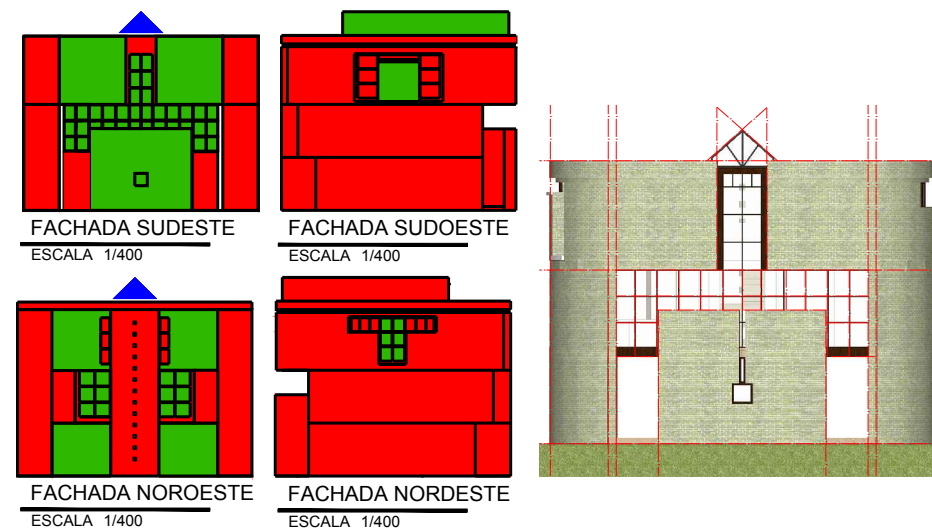 FACHADA SUDESTE
ESCALA 1/400
FACHADA SUDOESTE
ESCALA 1/400
FACHADA NOROESTE
ESCALA 1/400
FACHADA NORDESTE
ESCALA 1/400